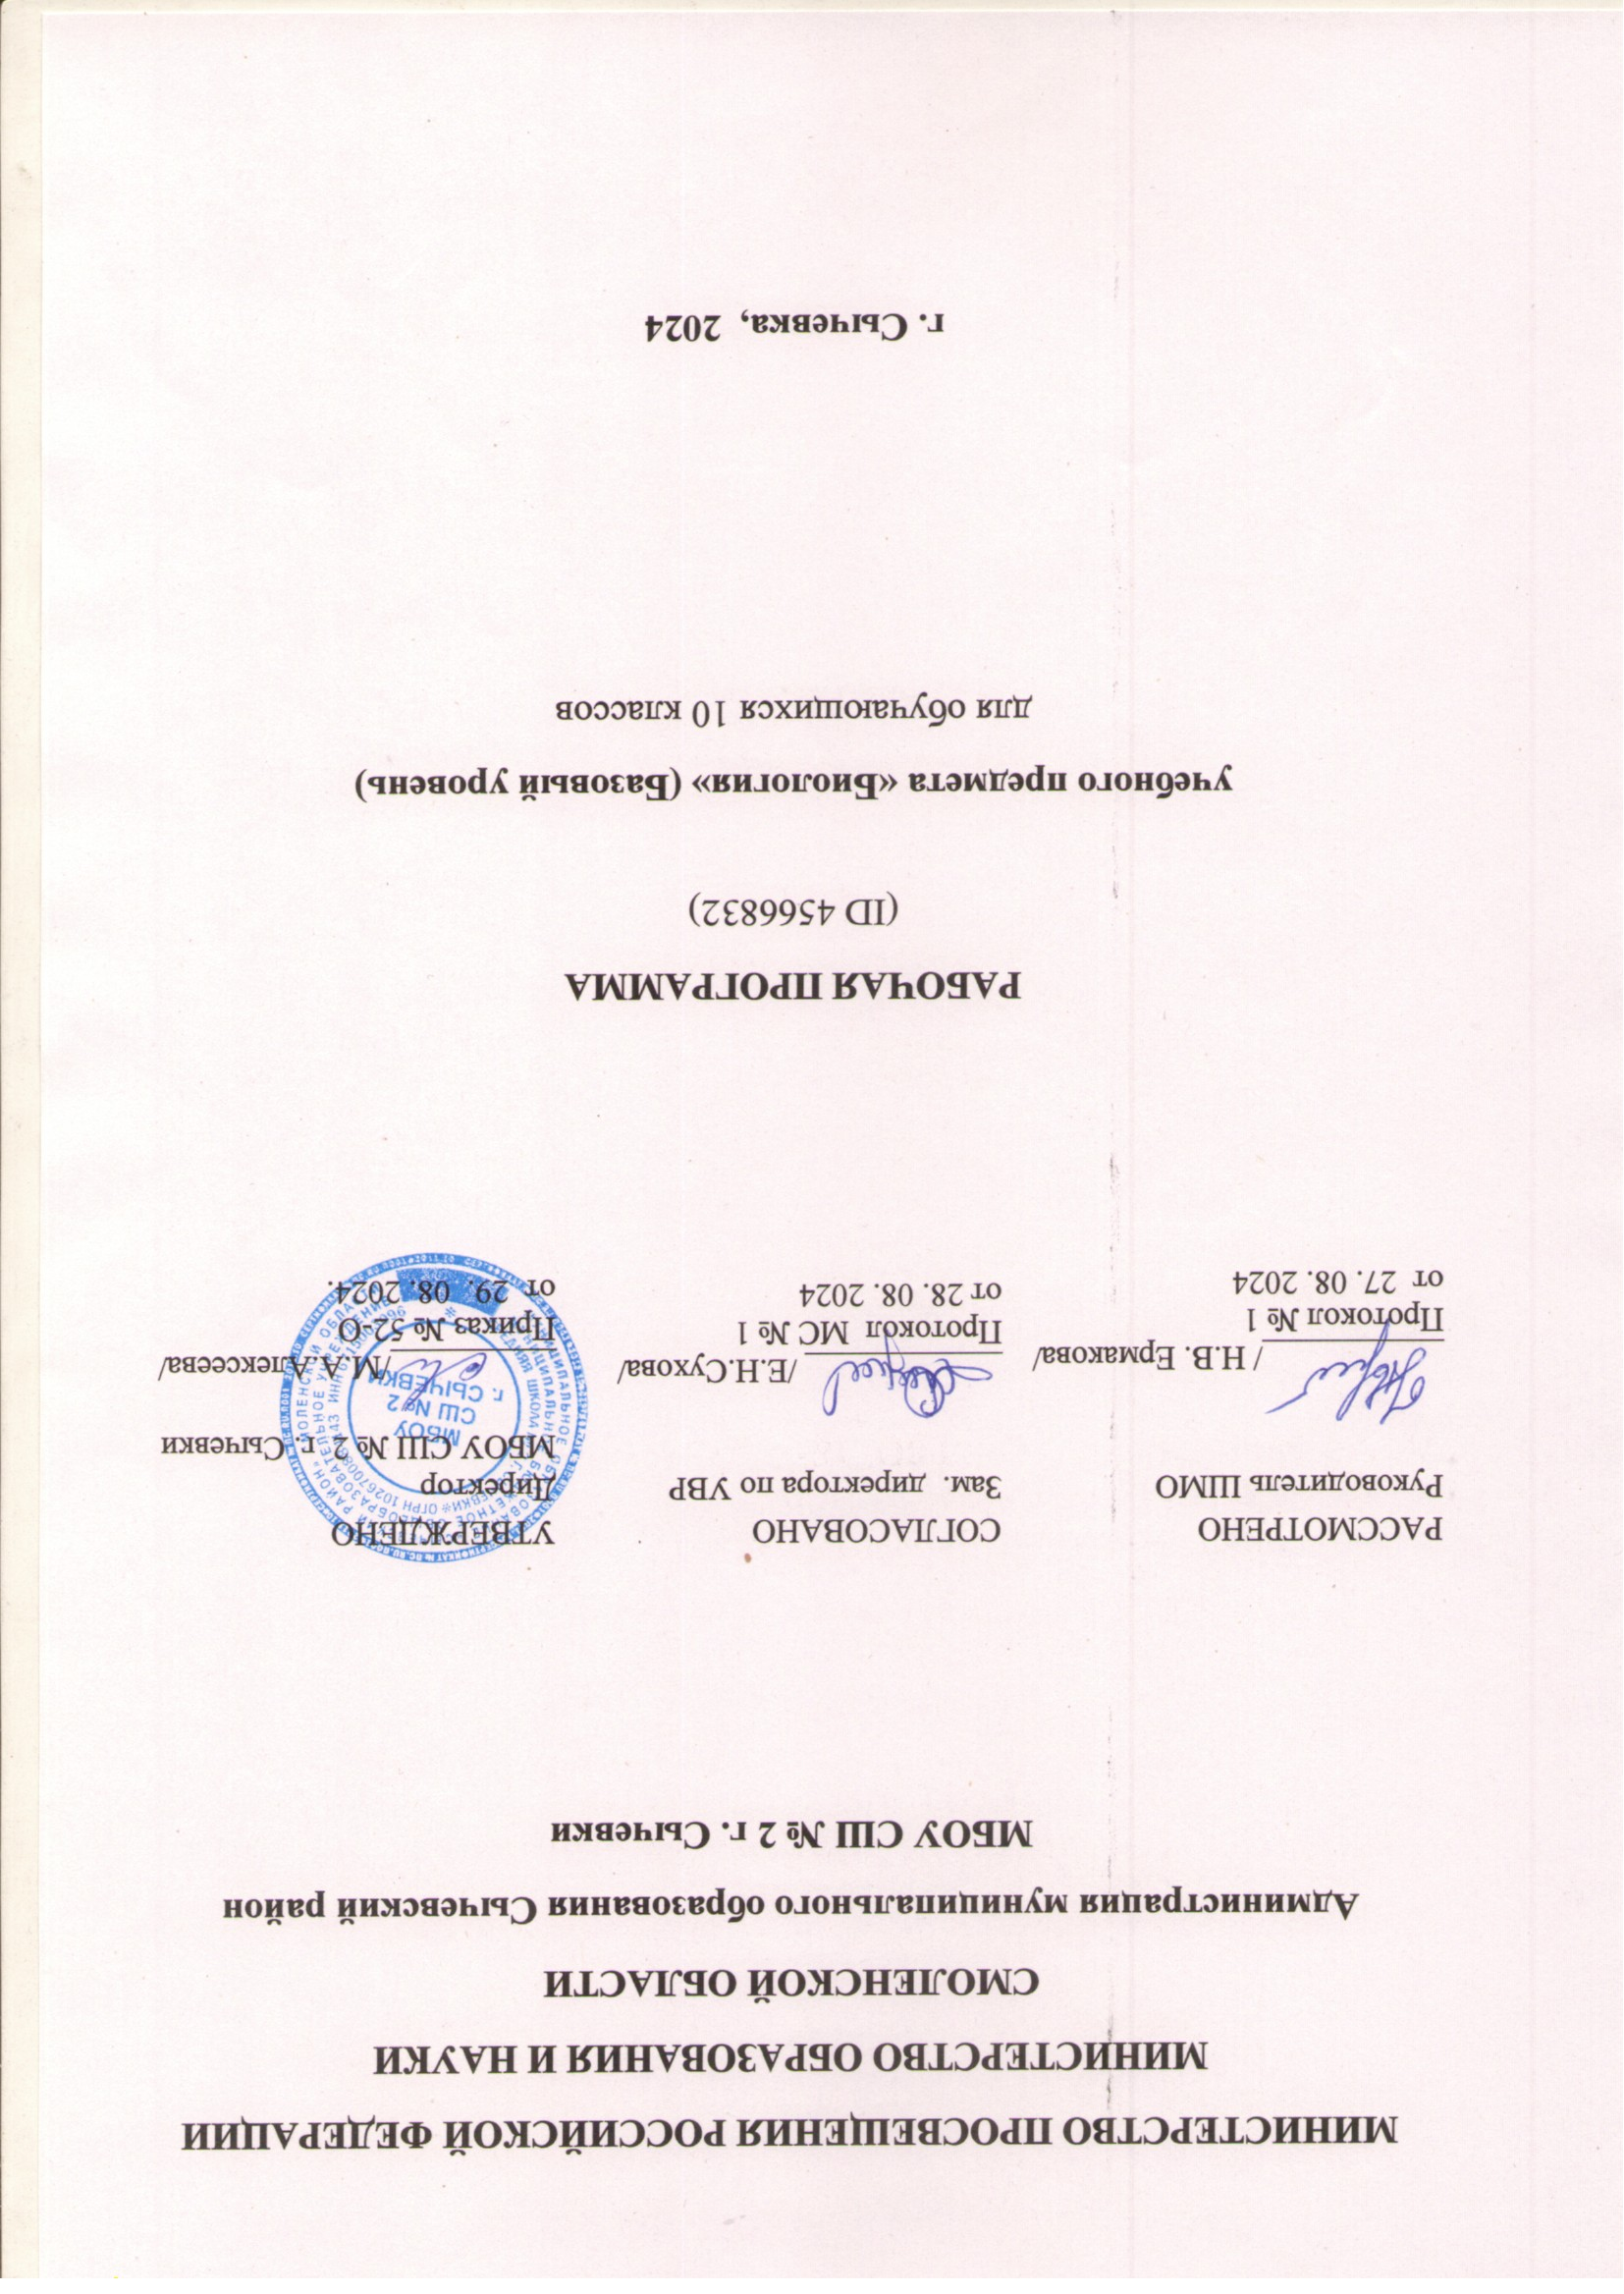 МИНИСТЕРСТВО ПРОСВЕЩЕНИЯ РОССИЙСКОЙ ФЕДЕРАЦИИ
МИНИСТЕРСТВО ОБРАЗОВАНИЯ И НАУКИ
СМОЛЕНСКОЙ ОБЛАСТИ
Администрация муниципального образования Сычевский район
МБОУ СШ № 2 г. Сычевки
РАССМОТРЕНО
Руководитель ШМО
/ Н.В. Ермакова/
Протокол № 1
от 27. 08. 2024
СОГЛАСОВАНО
Зам. директора по УВР
/Е.Н.Сухова/
Протокол МС № 1
от 28. 08. 2024
УТВЕРЖДЕНО
Директор
МБОУ СШ № 2 г. Сычевки
/М.А.Алексеева/
Приказ № 52-О
от 29. 08. 2024.
МБОУ
СШ № 2
г. СЫЧЕВКИ
РАБОЧАЯ ПРОГРАММА
(ID 4566832)
учебного предмета «Биология» (Базовый уровень)
для обучающихся 10 классов
г. Сычевка, 2024